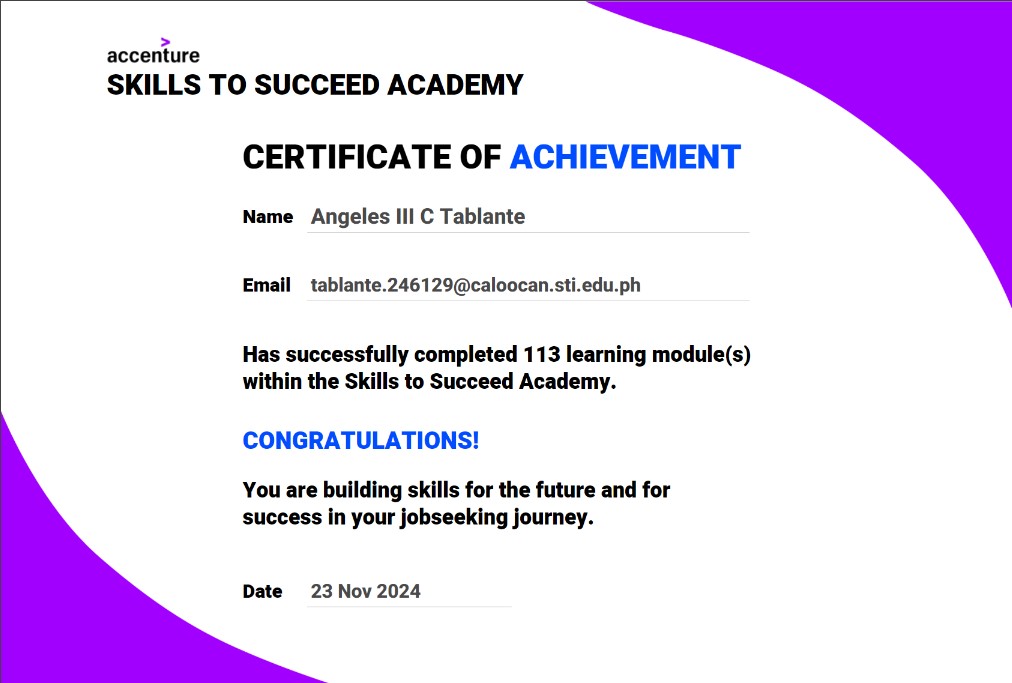 accenture
SKILLS TO SUCCEED ACADEMY
CERTIFICATE OF ACHIEVEMENT
Name Angeles III C Tablante
Email tablante.246129@caloocan.sti.edu.ph
Has successfully completed 113 learning module(s)
within the Skills to Succeed Academy.
CONGRATULATIONS!
You are building skills for the future and for
success in your jobseeking journey.
Date 23 Nov 2024